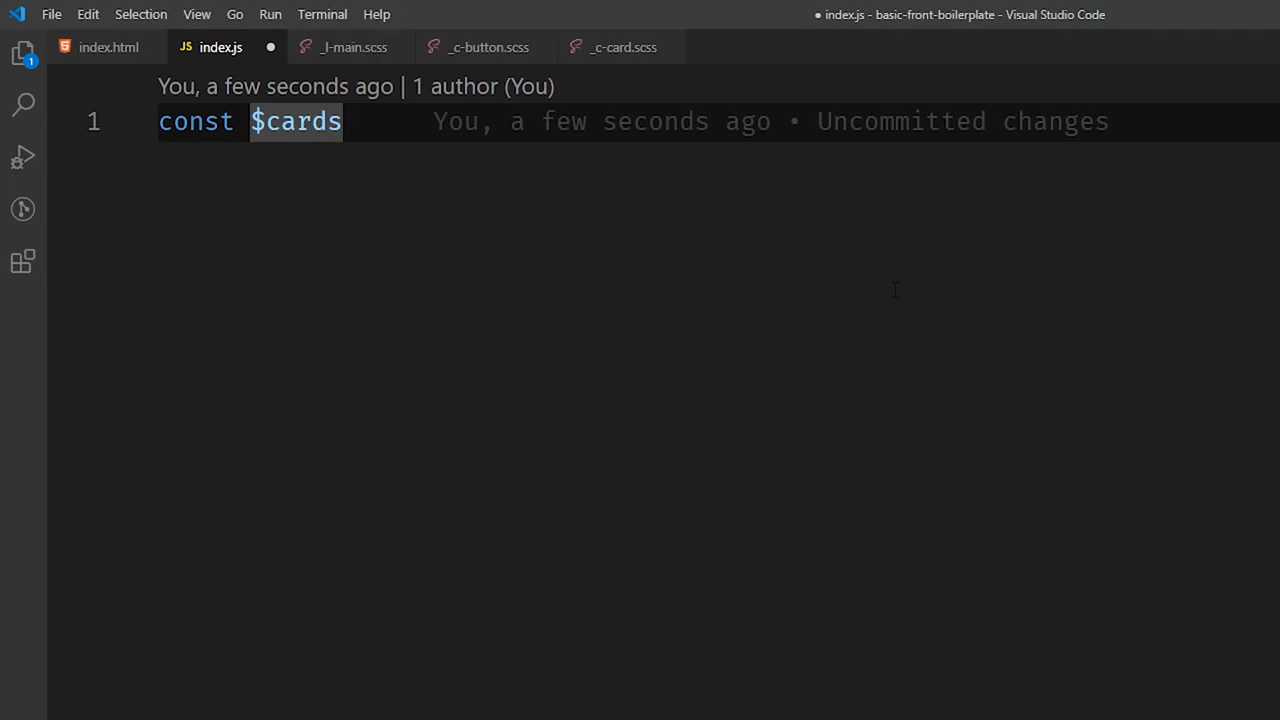 File Edit Selection View Go Run Terminal Help ● index.js - basic-front-boilerplate - Visual Studio Code
index.html JS index.js ● _l-main.scss _c-button.scss _c-card.scss
1
You, a few seconds ago | 1 author (You)
1 const $cards You, a few seconds ago • Uncommitted changes